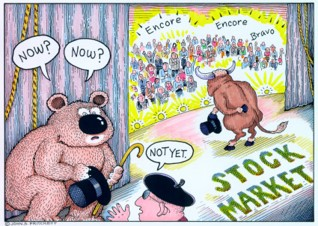 Encore
Encore
Bravo
NOW?
NOW?
NOT YET.
STOCK
MARKET